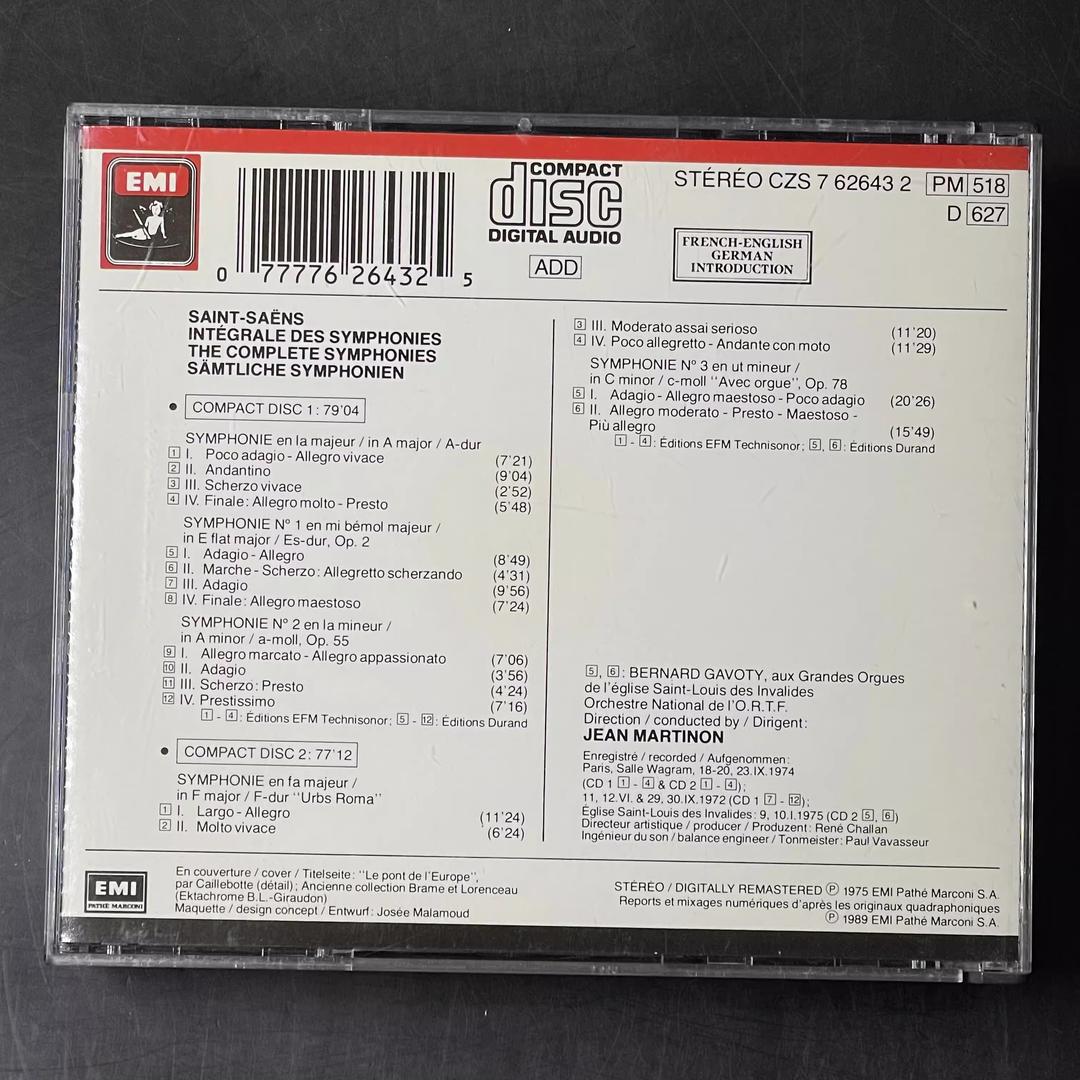 EMI
0 77776 26432 5
COMPACT
disc
DIGITAL AUDIO
ADD
STÉRÉO CZS 7 62643 2 PM 518
D 627
FRENCH-ENGLISH
GERMAN
INTRODUCTION
SAINT-SAËNS
INTÉGRALE DES SYMPHONIES
THE COMPLETE SYMPHONIES
SÄMTLICHE SYMPHONIEN
• COMPACT DISC 1: 79'04
SYMPHONIE en la majeur / in A major / A-dur
1 I. Poco adagio - Allegro vivace (7'21)
2 II. Andantino (9'04)
3 III. Scherzo vivace (2'52)
4 IV. Finale: Allegro molto - Presto (5'48)
SYMPHONIE Nº 1 en mi bémol majeur /
in E flat major / Es-dur, Op. 2
5 I. Adagio - Allegro (8'49)
6 II. Marche - Scherzo: Allegretto scherzando (4'31)
7 III. Adagio (9'56)
8 IV. Finale: Allegro maestoso (7'24)
SYMPHONIE Nº 2 en la mineur /
in A minor / a-moll, Op. 55
9 I. Allegro marcato - Allegro appassionato (7'06)
10 II. Adagio (3'56)
11 III. Scherzo: Presto (4'24)
12 IV. Prestissimo (7'16)
1 - 4: Éditions EFM Technisonor; 5 - 12: Éditions Durand
• COMPACT DISC 2: 77'12
SYMPHONIE en fa majeur /
in F major / F-dur "Urbs Roma"
1 I. Largo - Allegro (11'24)
2 II. Molto vivace (6'24)
3 III. Moderato assai serioso (11'20)
4 IV. Poco allegretto - Andante con moto (11'29)
SYMPHONIE Nº 3 en ut mineur /
in C minor / c-moll "Avec orgue", Op. 78
5 I. Adagio - Allegro maestoso - Poco adagio (20'26)
6 II. Allegro moderato - Presto - Maestoso -
Più allegro (15'49)
1 - 4: Éditions EFM Technisonor; 5, 6: Éditions Durand
5, 6: BERNARD GAVOTY, aux Grandes Orgues
de l'église Saint-Louis des Invalides
Orchestre National de l'O.R.T.F.
Direction / conducted by / Dirigent:
JEAN MARTINON
Enregistré / recorded / Aufgenommen:
Paris, Salle Wagram, 18-20, 23.IX.1974
(CD 1 1 - 4 & CD 2 1 - 4);
11, 12.VI. & 29, 30.IX.1972 (CD 1 7 - 12);
Église Saint-Louis des Invalides: 9, 10.I.1975 (CD 2 5, 6)
Directeur artistique / producer / Produzent: René Challan
Ingénieur du son / balance engineer / Tonmeister: Paul Vavasseur
EMI
PATHÉ MARCONI
En couverture / cover / Titelseite: "Le pont de l'Europe",
par Caillebotte (détail); Ancienne collection Brame et Lorenceau
(Ektachrome B.L.-Giraudon)
Maquette / design concept / Entwurf: Josée Malamoud
STÉRÉO / DIGITALLY REMASTERED ℗ 1975 EMI Pathé Marconi S.A.
Reports et mixages numériques d'après les originaux quadraphoniques
℗ 1989 EMI Pathé Marconi S.A.